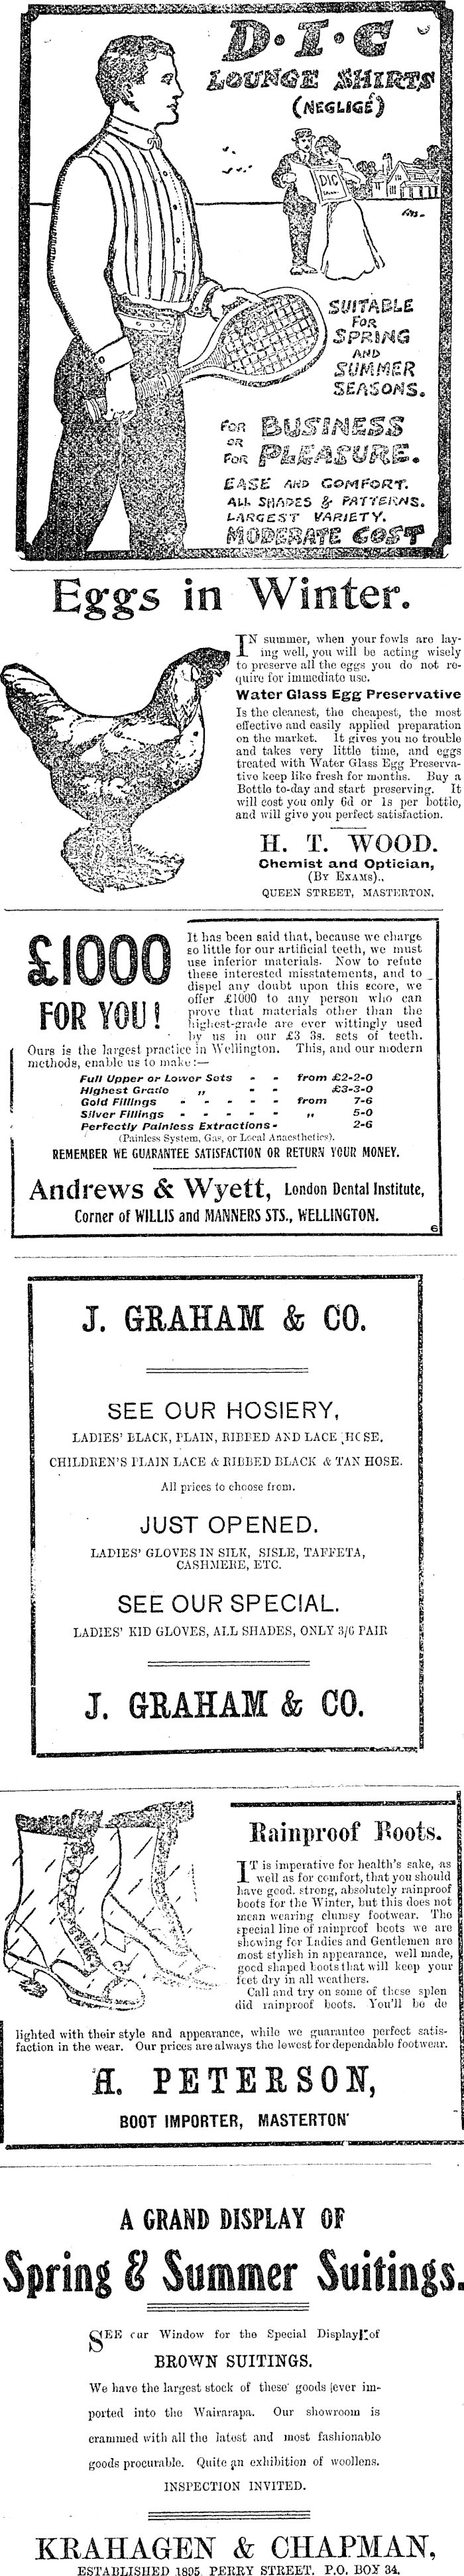 D·I·C
LOUNGE SHIRTS
(NEGLIGÉ)
DIC
SUITABLE
FOR
SPRING
AND
SUMMER
SEASONS.
FOR BUSINESS
OR
FOR PLEASURE.
EASE AND COMFORT.
ALL SHADES & PATTERNS.
LARGEST VARIETY.
MODERATE COST
Eggs in Winter.
IN summer, when your fowls are lay-
ing well, you will be acting wisely
to preserve all the eggs you do not re-
quire for immediate use.
Water Glass Egg Preservative
Is the cleanest, the cheapest, the most
effective and easily applied preparation
on the market. It gives you no trouble
and takes very little time, and eggs
treated with Water Glass Egg Preserva-
tive keep like fresh for months. Buy a
Bottle to-day and start preserving. It
will cost you only 6d or 1s per bottle,
and will give you perfect satisfaction.
H. T. WOOD.
Chemist and Optician,
(BY EXAMS).,
QUEEN STREET, MASTERTON.
£1000
FOR YOU!
It has been said that, because we charge
so little for our artificial teeth, we must
use inferior materials. Now to refute
these interested misstatements, and to
dispel any doubt upon this score, we
offer £1000 to any person who can
prove that materials other than the
highest-grade are ever wittingly used
by us in our £3 3s. sets of teeth.
Ours is the largest practice in Wellington. This, and our modern
methods, enable us to make:—
Full Upper or Lower Sets - - from £2-2-0
Highest Grade " - - £3-3-0
Gold Fillings - - - - - from 7-6
Silver Fillings - - - - - " 5-0
Perfectly Painless Extractions - 2-6
(Painless System, Gas, or Local Anaesthetics).
REMEMBER WE GUARANTEE SATISFACTION OR RETURN YOUR MONEY.
Andrews & Wyett, London Dental Institute,
Corner of WILLIS and MANNERS STS., WELLINGTON.
6
J. GRAHAM & CO.
SEE OUR HOSIERY,
LADIES' BLACK, PLAIN, RIBBED AND LACE HOSE,
CHILDREN'S PLAIN LACE & RIBBED BLACK & TAN HOSE.
All prices to choose from.
JUST OPENED.
LADIES' GLOVES IN SILK, SISLE, TAFFETA,
CASHMERE, ETC.
SEE OUR SPECIAL.
LADIES' KID GLOVES, ALL SHADES, ONLY 3/6 PAIR
J. GRAHAM & CO.
Rainproof Boots.
IT is imperative for health's sake, as
well as for comfort, that you should
have good, strong, absolutely rainproof
boots for the Winter, but this does not
mean wearing clumsy footwear. The
special line of rainproof boots we are
showing for Ladies and Gentlemen are
most stylish in appearance, well made,
good shaped boots that will keep your
feet dry in all weathers.
Call and try on some of these splen
did rainproof boots. You'll be de
lighted with their style and appearance, while we guarantee perfect satis-
faction in the wear. Our prices are always the lowest for dependable footwear.
H. PETERSON,
BOOT IMPORTER, MASTERTON
A GRAND DISPLAY OF
Spring & Summer Suitings.
SEE our Window for the Special Display of
BROWN SUITINGS.
We have the largest stock of these goods ever im-
ported into the Wairarapa. Our showroom is
crammed with all the latest and most fashionable
goods procurable. Quite an exhibition of woollens.
INSPECTION INVITED.
KRAHAGEN & CHAPMAN,
ESTABLISHED 1895. PERRY STREET. P.O. BOX 34.